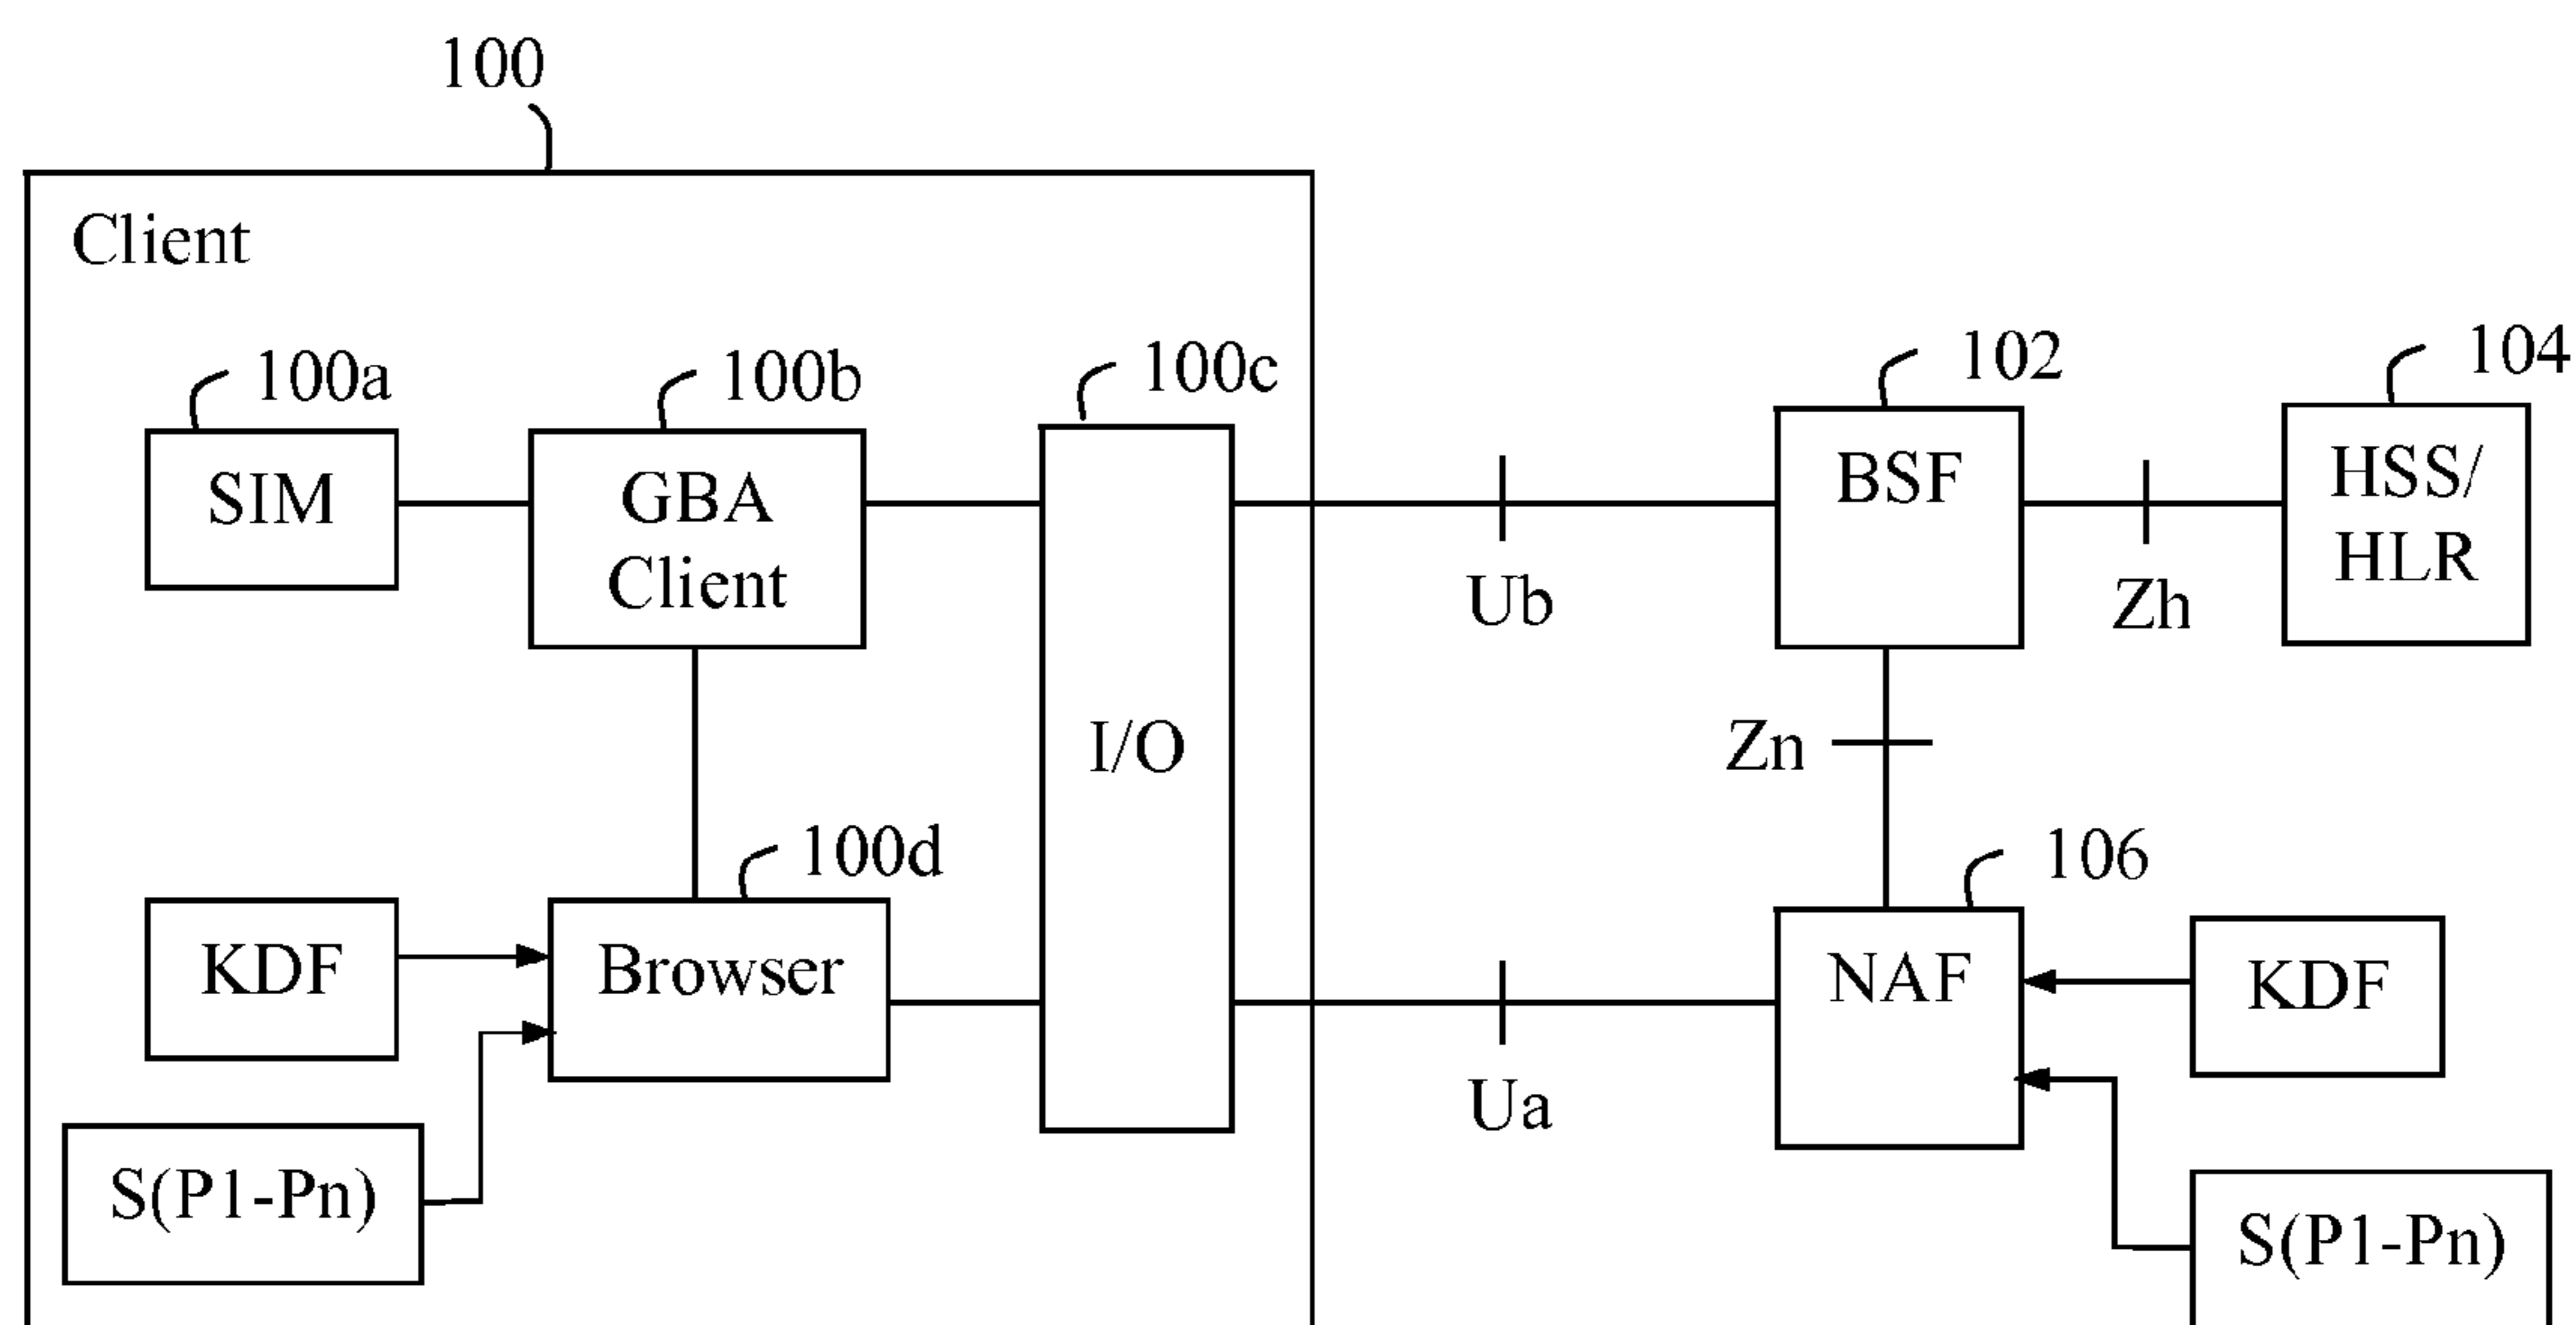 100
Client
100a
100b
100c
102
104
SIM
GBA
Client
BSF
HSS/
HLR
Ub
Zh
I/O
Zn
100d
106
KDF
Browser
NAF
KDF
Ua
S(P1-Pn)
S(P1-Pn)